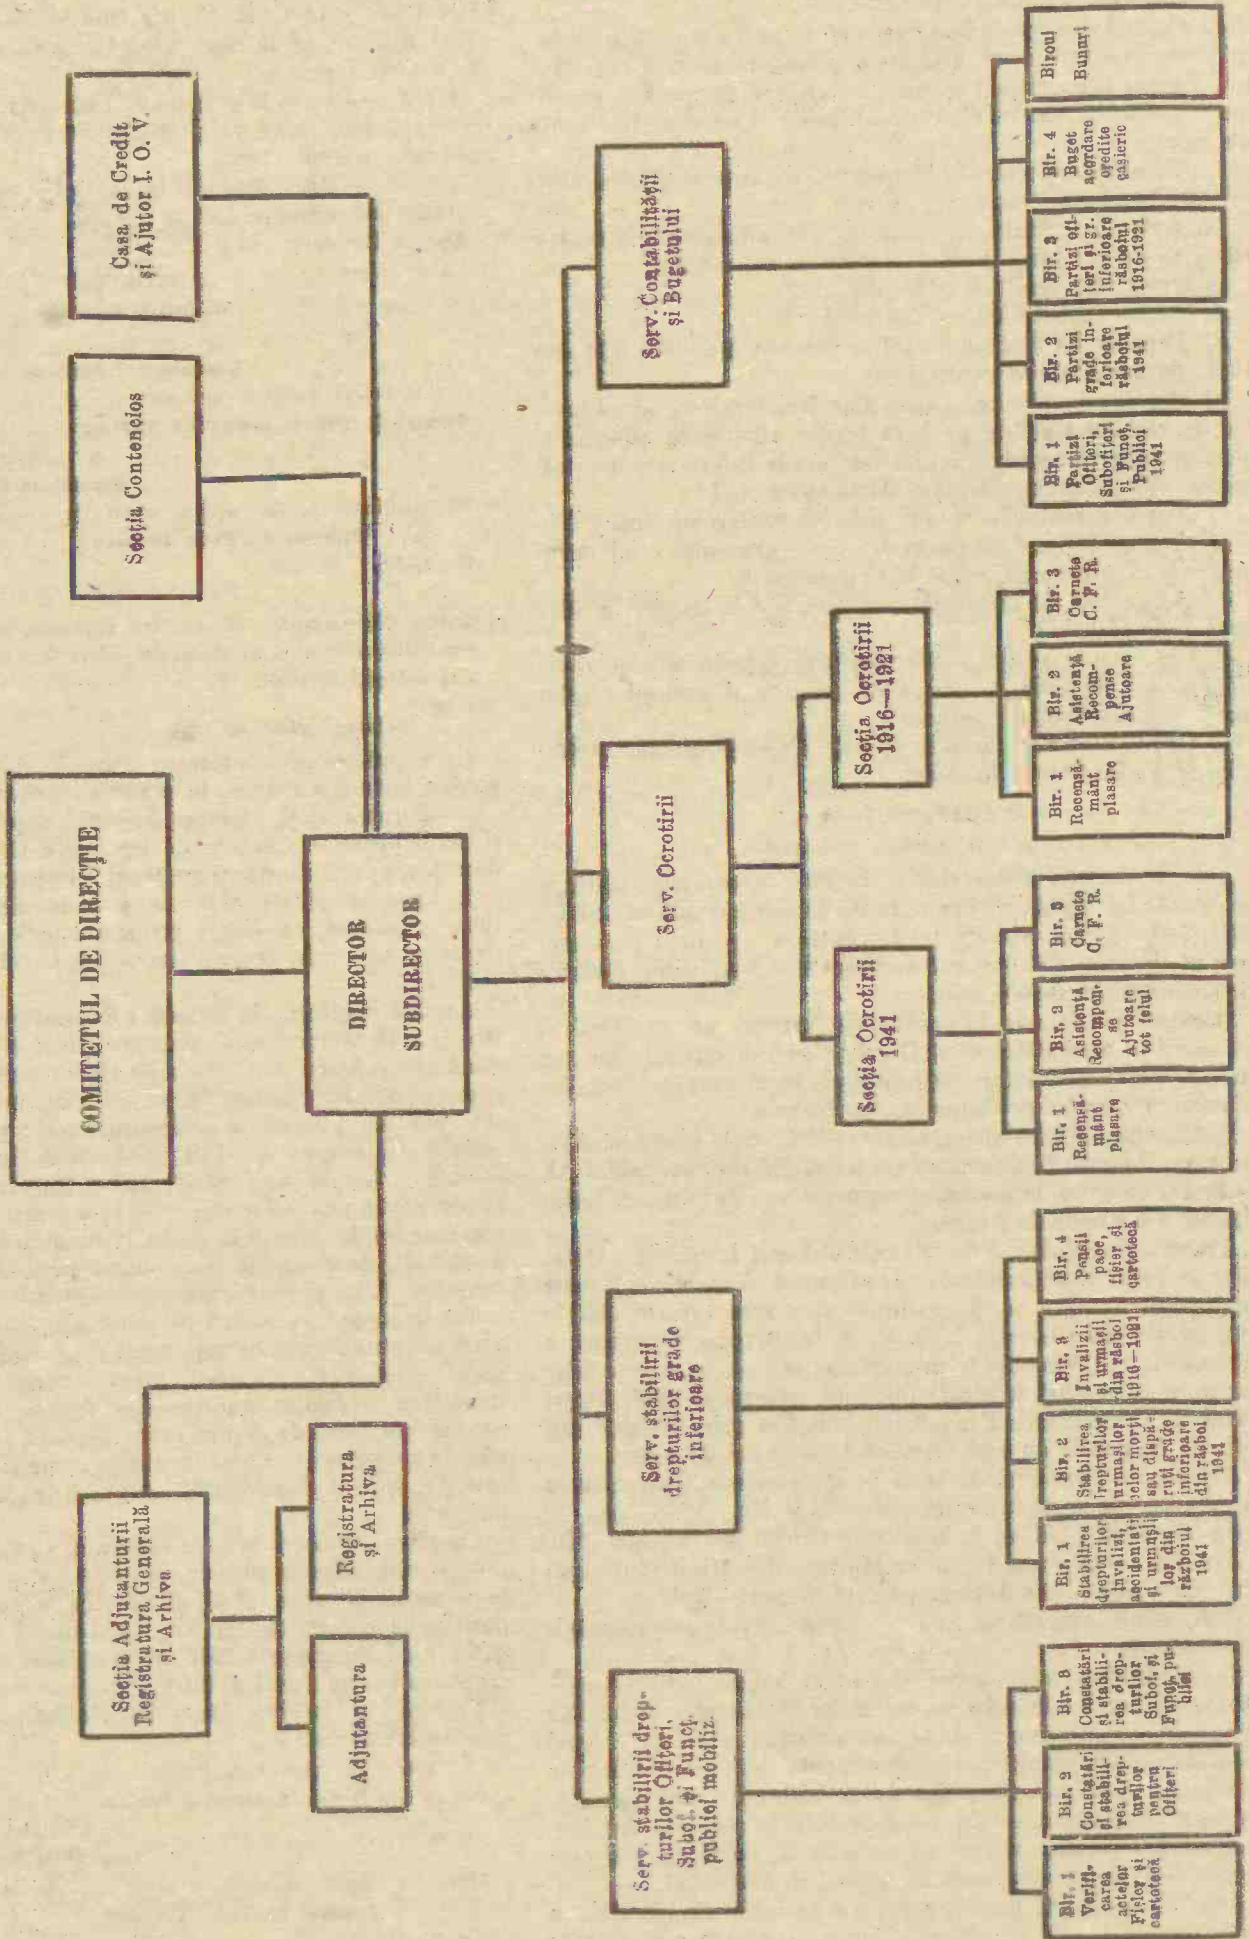 COMITETUL DE DIRECȚIE
DIRECTOR
SUBDIRECTOR
Secția Contencios
Casa de Credit
și Ajutor I. O. V.
Secția Adjutanturii
Registratura Generală
și Arhiva
Adjutantura
Registratura
și Arhiva
Serv. stabilirii drep-
turilor Ofițeri,
Subof. și Funcț.
publici mobiliz.
Bir. 1
Verifi-
carea
actelor
Fișier și
cartotecă
Bir. 2
Constatări
și stabili-
rea drep-
turilor
pentru
Ofițeri
Bir. 3
Constatări
și stabili-
rea drep-
turilor
Subof. și
Funcț. pu-
blici
Serv. stabilirii
drepturilor grade
inferioare
Bir. 1
Stabilirea
drepturilor
invalizi,
accidentați
și urmași
lor din
războiul
1941
Bir. 2
Stabilirea
drepturilor
urmașilor
celor morți
sau dispă-
ruți grade
inferioare
din răsboi
1941
Bir. 3
Invalizii
și urmașii
din răsboi
1916—1921
Bir. 4
Pensii
pace,
fișier și
cartotecă
Serv. Ocrotirii
Secția Ocrotirii
1941
Bir. 1
Recensă-
mânt
plasare
Bir. 2
Asistență
Recompen-
se
Ajutoare
tot felul
Bir. 3
Carnete
C. F. R.
Secția Ocrotirii
1916—1921
Bir. 1
Recensă-
mânt
plasare
Bir. 2
Asistență
Recom-
pense
Ajutoare
Bir. 3
Carnete
C. F. R.
Serv. Contabilității
și Bugetului
Bir. 1
Partizi
Ofițeri,
Subofițeri
și Funcț.
Publici
1941
Bir. 2
Partizi
grade in-
ferioare
răsboiul
1941
Bir. 3
Partizi ofi-
țeri și gr.
inferioare
răsboiul
1916-1921
Bir. 4
Buget
acordare
credite
casieric
Biroul
Bunuri